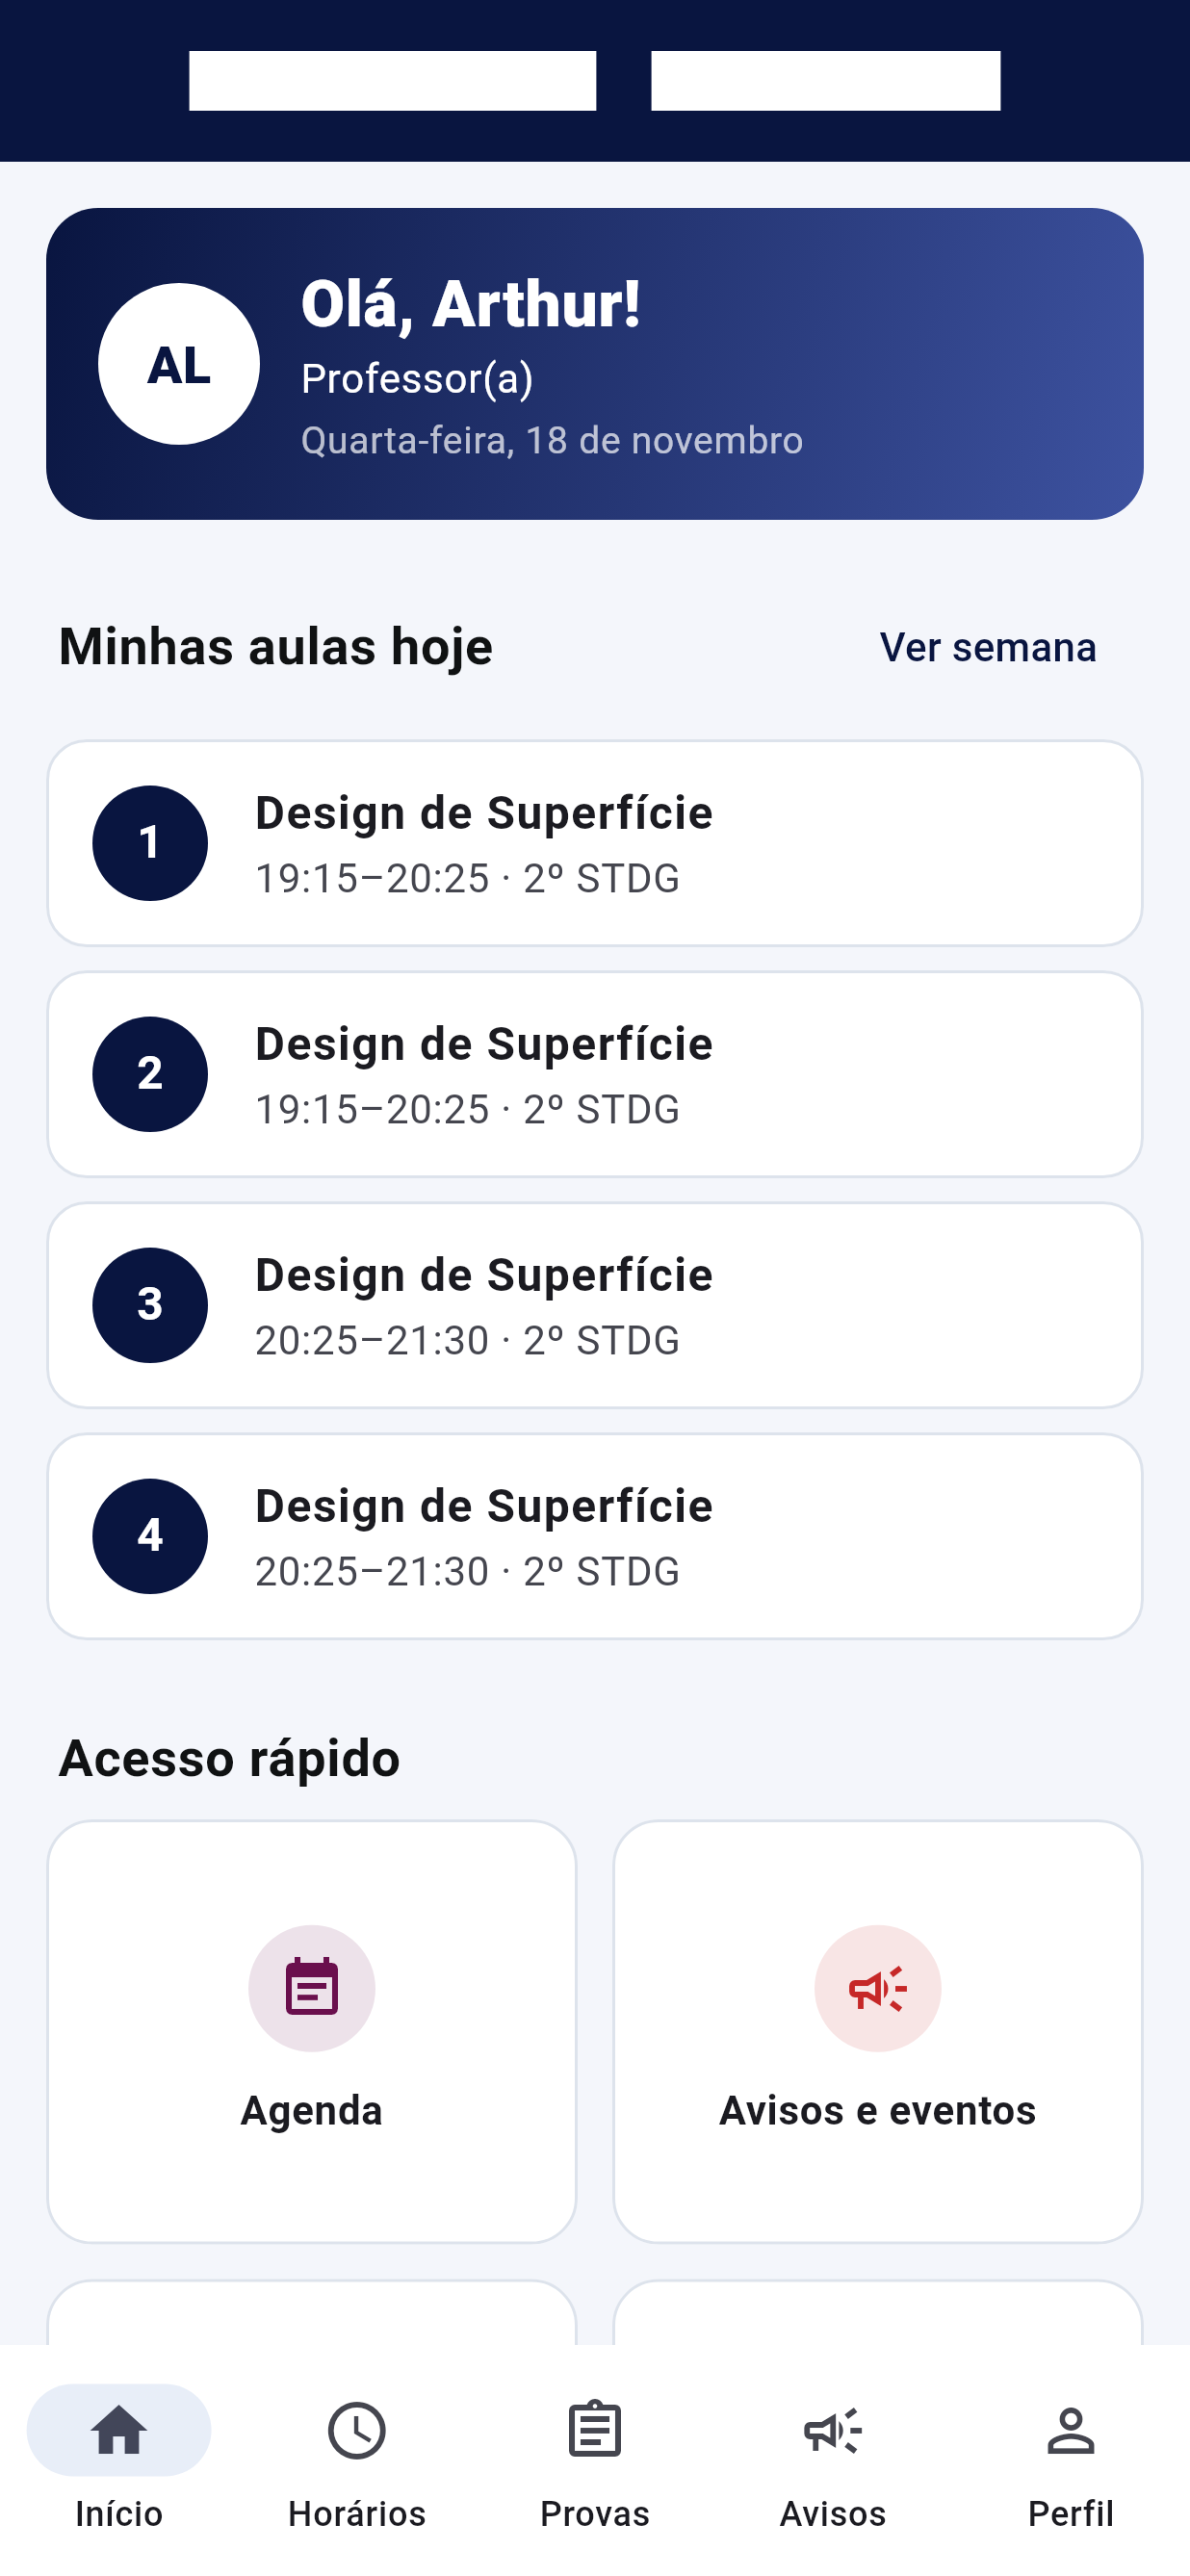 Olá, Arthur!
AL
Professor(a)
Quarta-feira, 18 de novembro
Minhas aulas hoje
Ver semana
1
Design de Superfície
19:15–20:25 · 2º STDG
2
Design de Superfície
19:15–20:25 · 2º STDG
3
Design de Superfície
20:25–21:30 · 2º STDG
4
Design de Superfície
20:25–21:30 · 2º STDG
Acesso rápido
Agenda
Avisos e eventos
Início
Horários
Provas
Avisos
Perfil